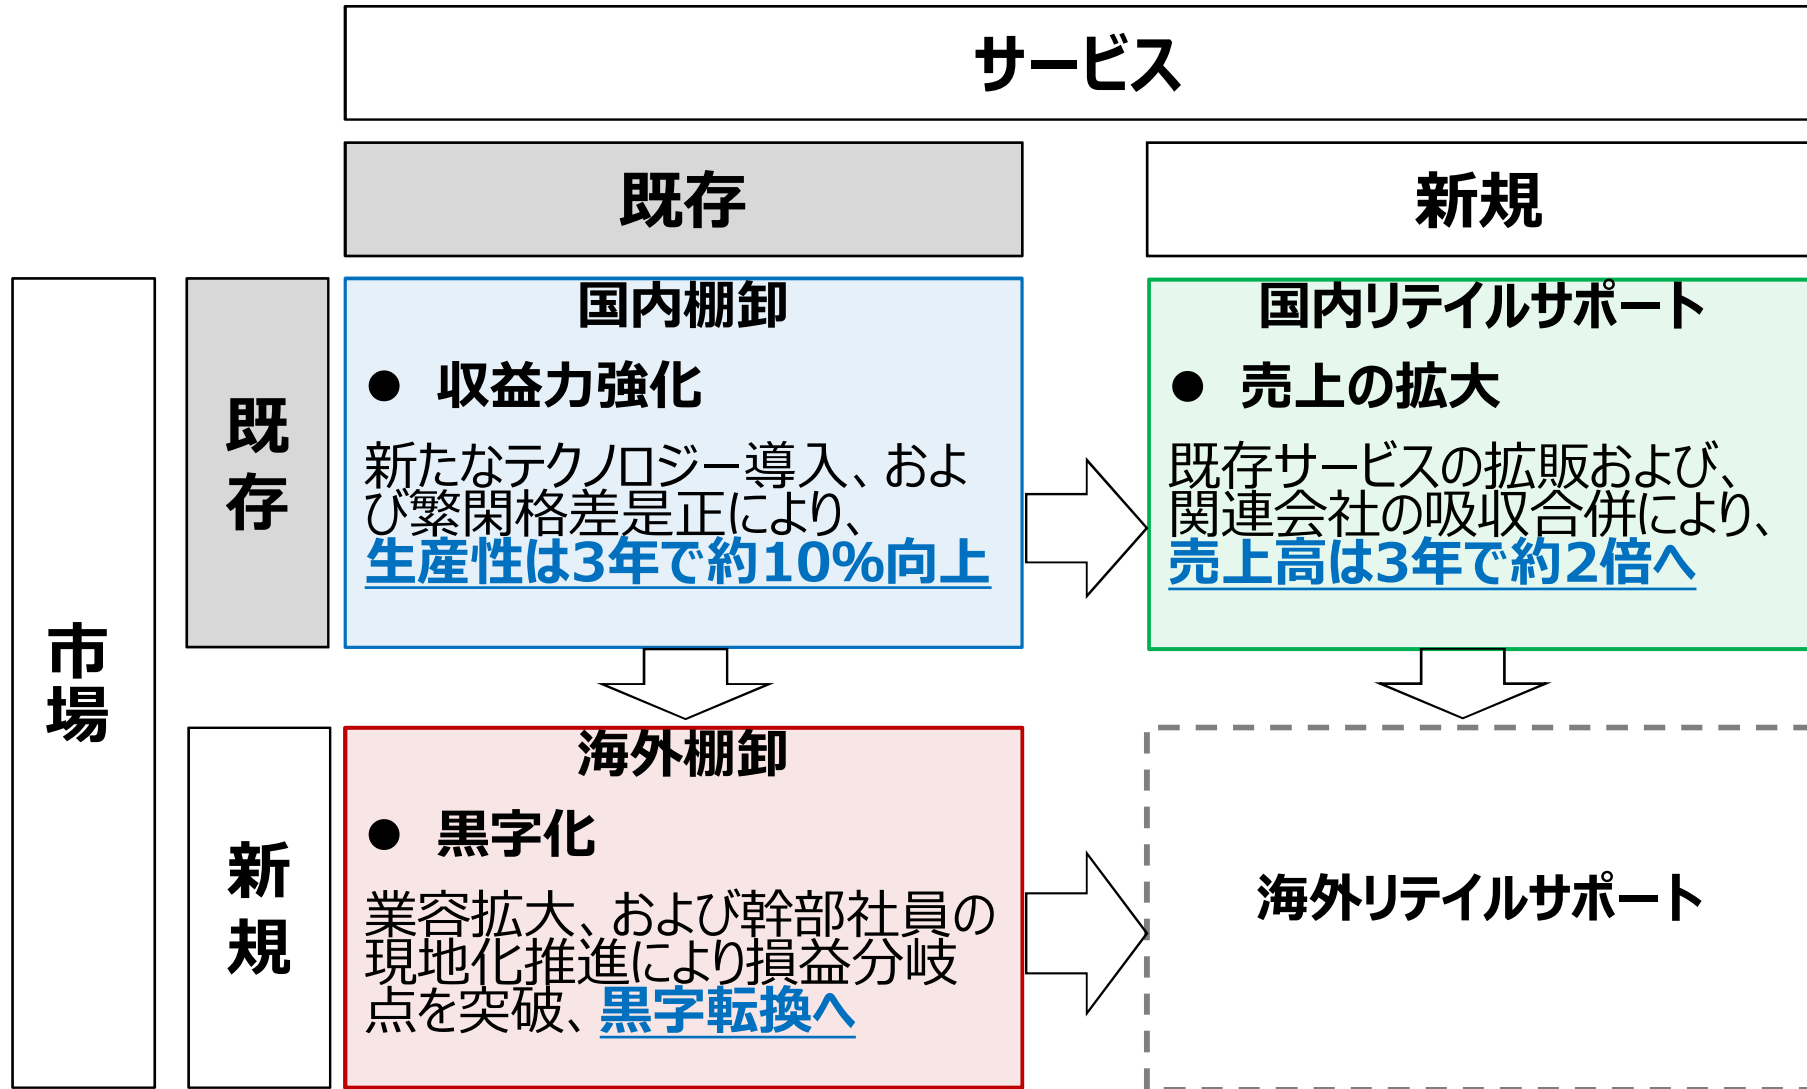 サービス
既存
新規
市場
既存
国内棚卸
● 収益力強化
新たなテクノロジー導入、およ
び繁閑格差是正により、
生産性は3年で約10%向上
国内リテイルサポート
● 売上の拡大
既存サービスの拡販および、
関連会社の吸収合併により、
売上高は3年で約2倍へ
新規
海外棚卸
● 黒字化
業容拡大、および幹部社員の
現地化推進により損益分岐
点を突破、黒字転換へ
海外リテイルサポート